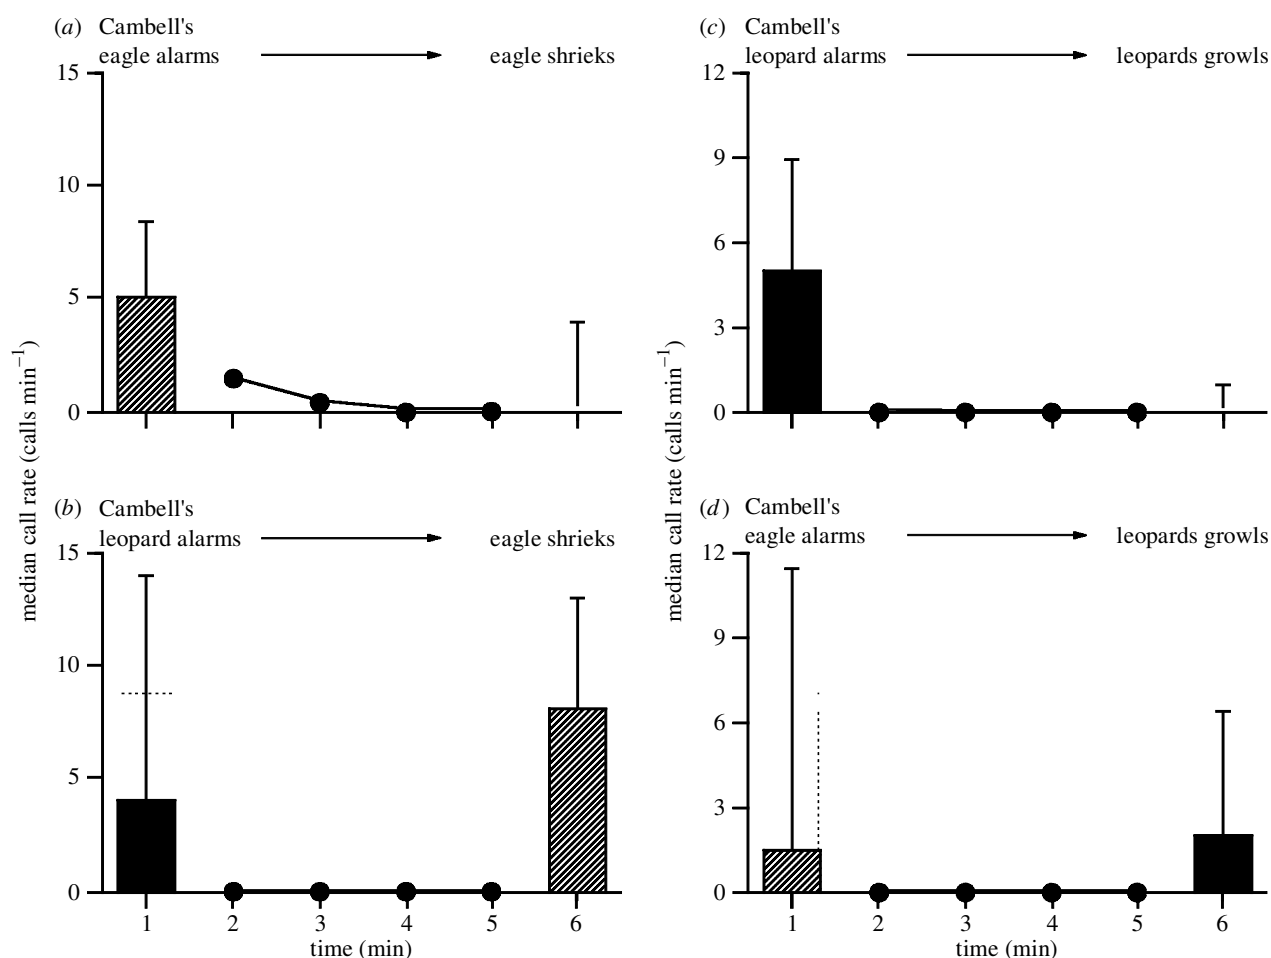 (a) Cambell's
eagle alarms eagle shrieks
15
10
5
0
(c) Cambell's
leopard alarms leopards growls
12
9
6
3
0
median call rate (calls min−1)
(b) Cambell's
leopard alarms eagle shrieks
15
10
5
0
1 2 3 4 5 6
time (min)
median call rate (calls min−1)
(d) Cambell's
eagle alarms leopards growls
12
9
6
3
0
1 2 3 4 5 6
time (min)